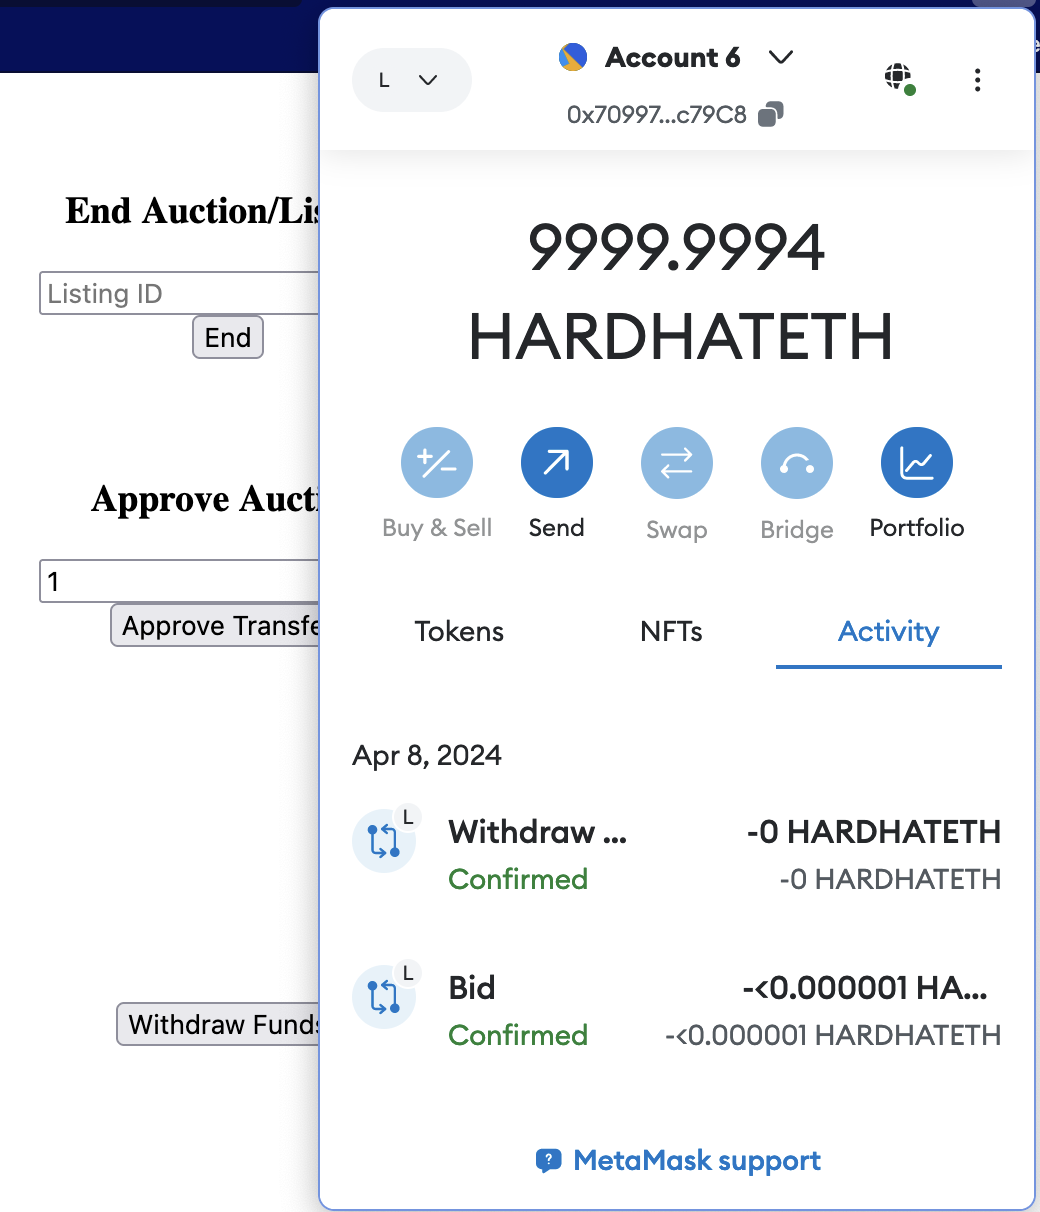 L
Account 6
0x70997...c79C8
9999.9994
HARDHATETH
Buy & Sell
Send
Swap
Bridge
Portfolio
Tokens
NFTs
Activity
Apr 8, 2024
L
Withdraw ...
-0 HARDHATETH
Confirmed
-0 HARDHATETH
L
Bid
-<0.000001 HA...
Confirmed
-<0.000001 HARDHATETH
? MetaMask support
End Auction/Lis
Listing ID
End
Approve Aucti
1
Approve Transfe
Withdraw Funds